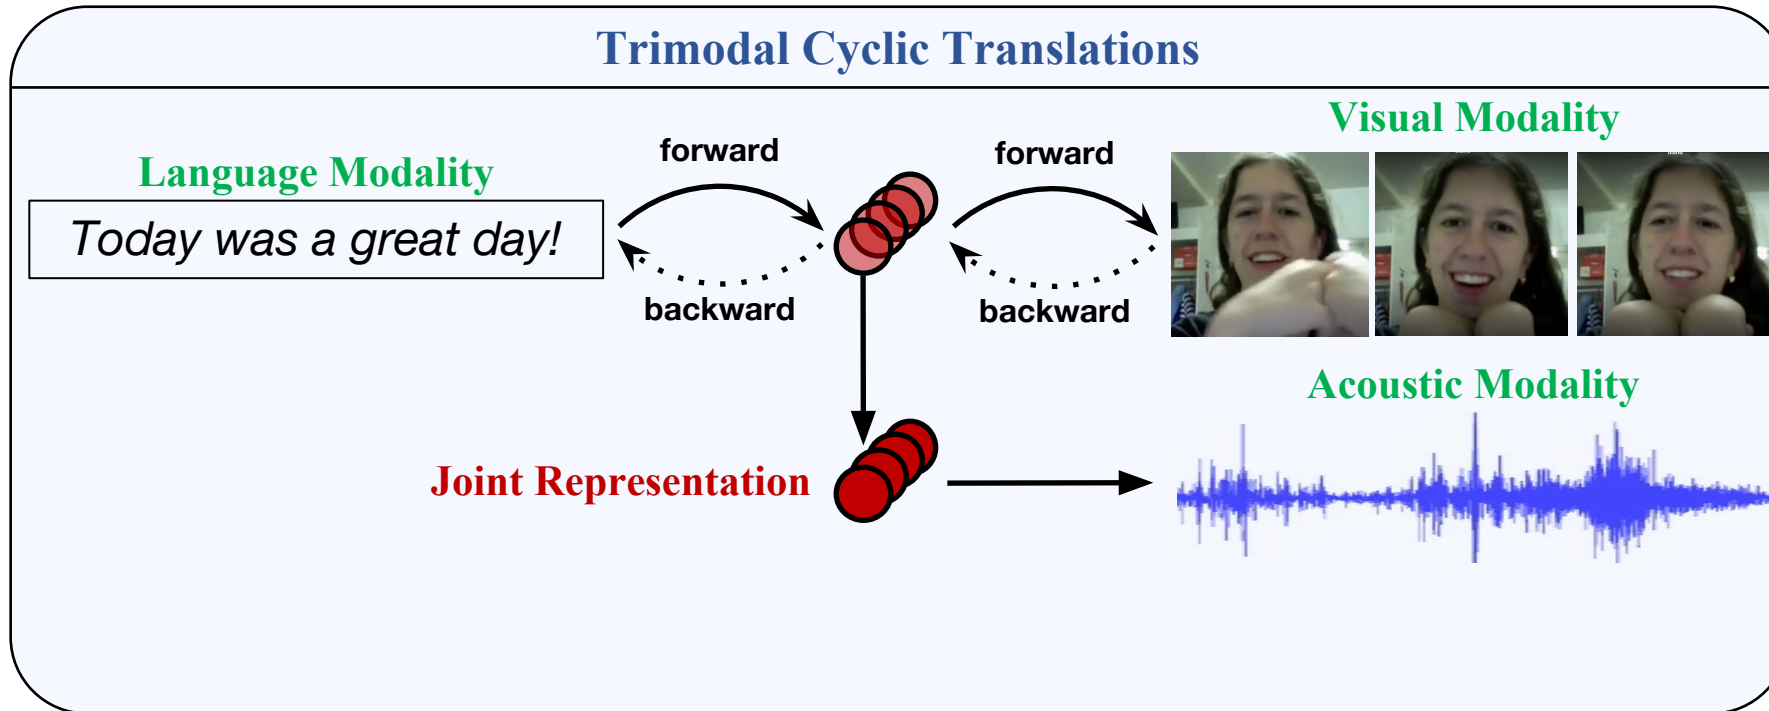 Trimodal Cyclic Translations
Visual Modality
forward
forward
Language Modality
Today was a great day!
backward
backward
Acoustic Modality
Joint Representation